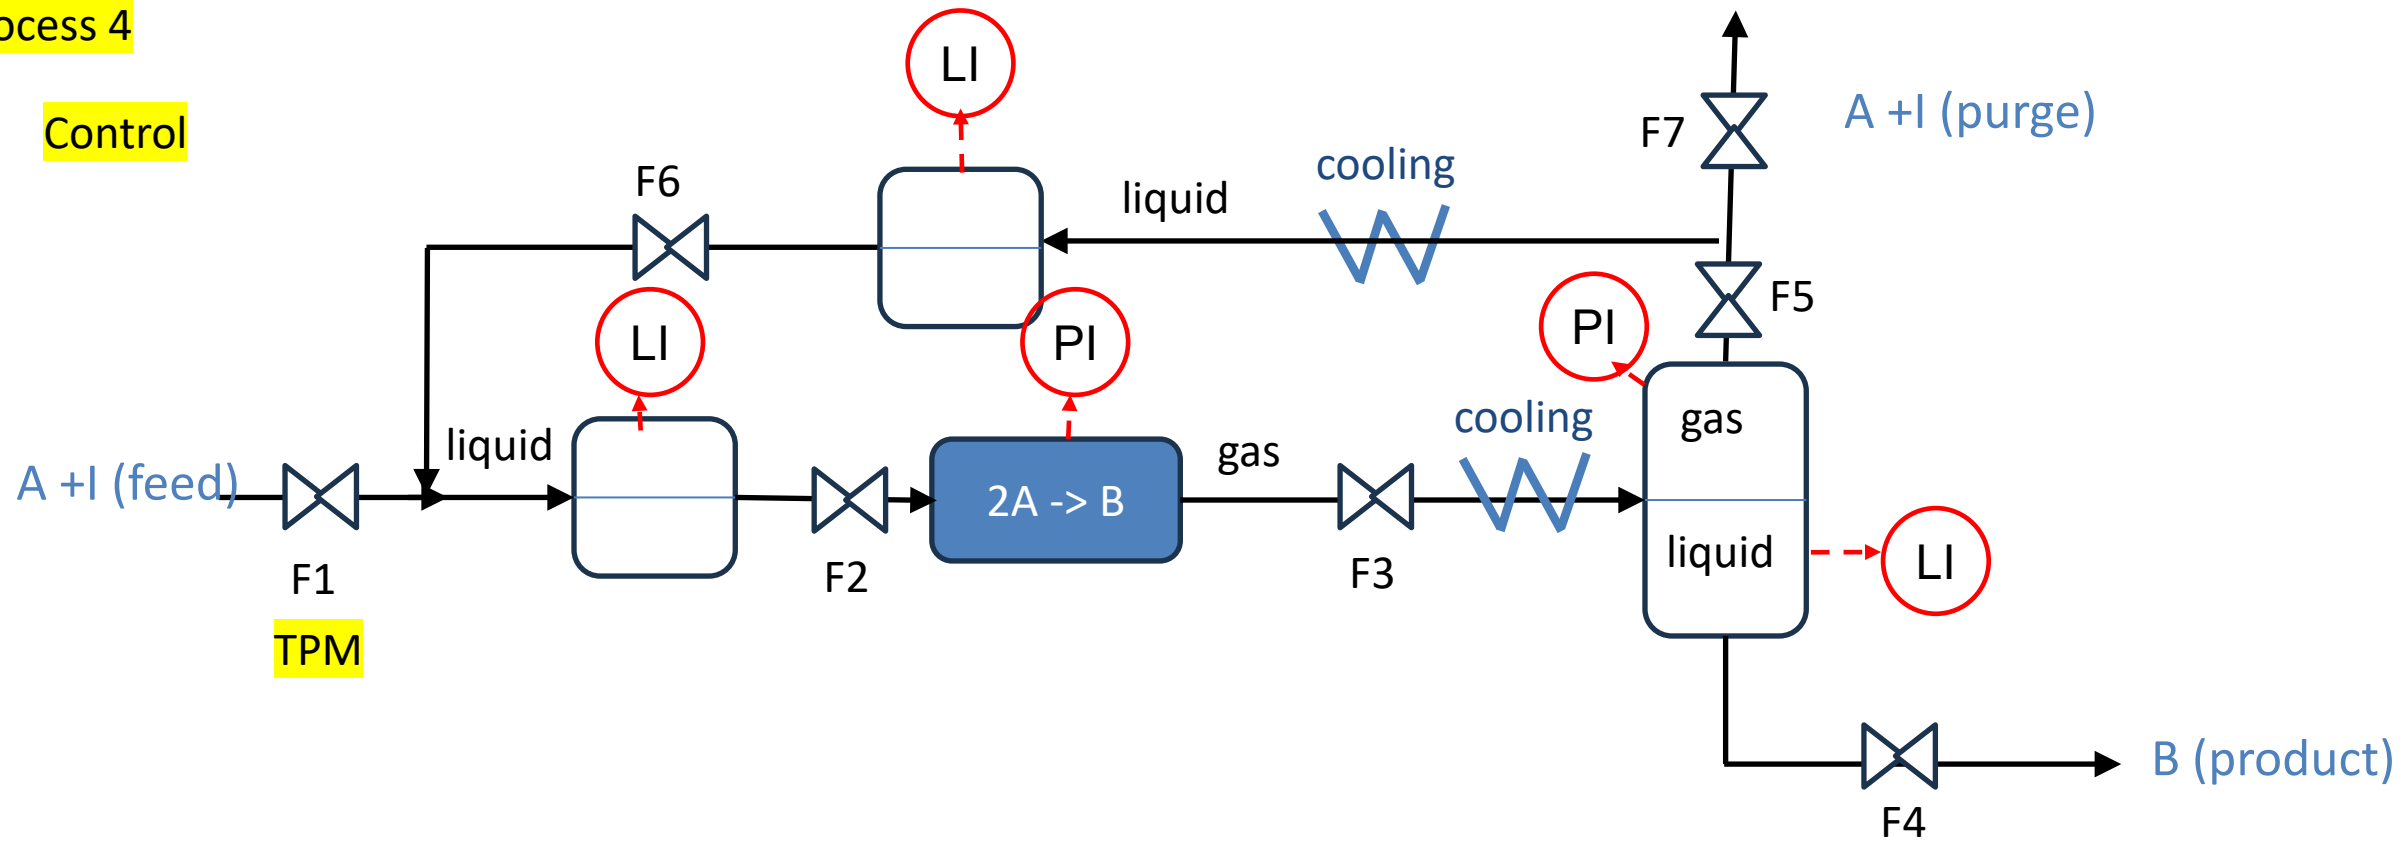 ocess 4
Control
LI
F6
liquid
cooling
F7
A +I (purge)
LI
PI
PI
F5
A +I (feed)
liquid
F1
TPM
F2
2A -> B
gas
F3
cooling
gas
liquid
LI
B (product)
F4